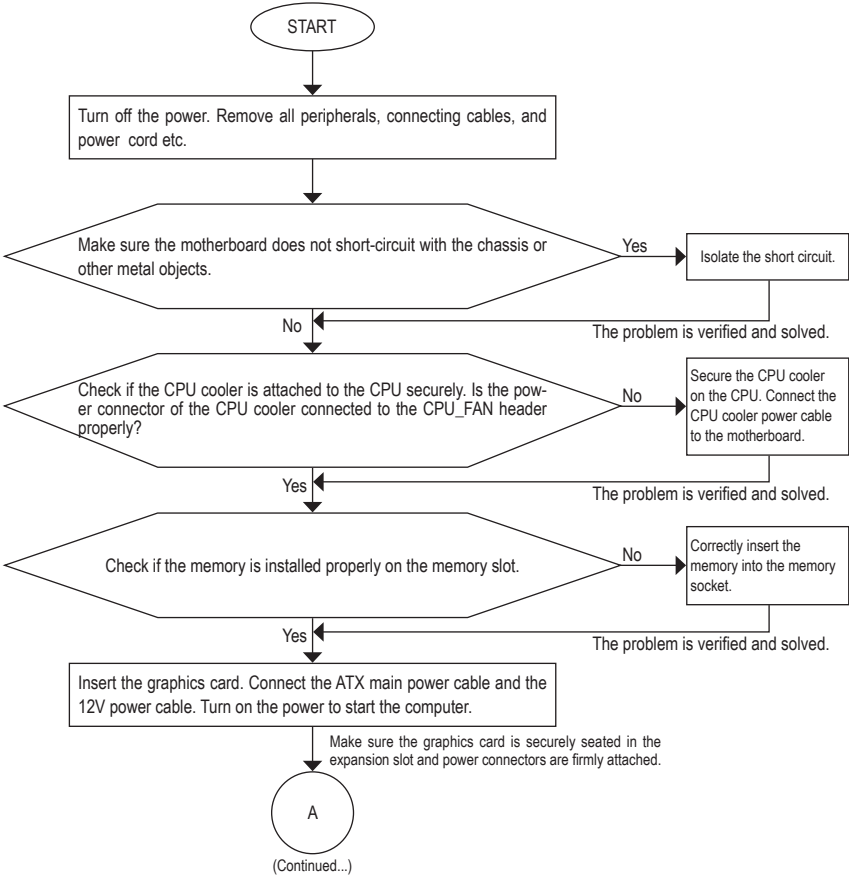 START
Turn off the power. Remove all peripherals, connecting cables, and
power cord etc.
Make sure the motherboard does not short-circuit with the chassis or
other metal objects.
Yes
Isolate the short circuit.
No
The problem is verified and solved.
Check if the CPU cooler is attached to the CPU securely. Is the pow-
er connector of the CPU cooler connected to the CPU_FAN header
properly?
No
Secure the CPU cooler
on the CPU. Connect the
CPU cooler power cable
to the motherboard.
Yes
The problem is verified and solved.
Check if the memory is installed properly on the memory slot.
No
Correctly insert the
memory into the memory
socket.
Yes
The problem is verified and solved.
Insert the graphics card. Connect the ATX main power cable and the
12V power cable. Turn on the power to start the computer.
Make sure the graphics card is securely seated in the
expansion slot and power connectors are firmly attached.
A
(Continued...)